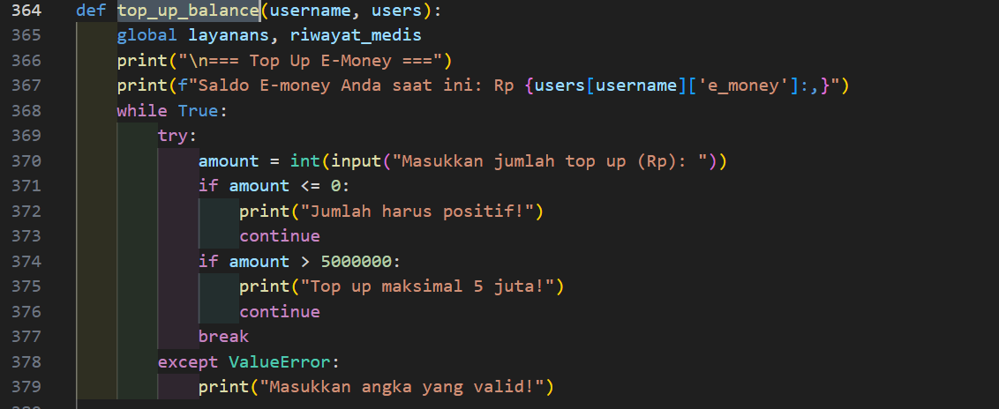 364 def top_up_balance(username, users):
365     global layanans, riwayat_medis
366     print("\n=== Top Up E-Money ===")
367     print(f"Saldo E-money Anda saat ini: Rp {users[username]['e_money']:,}")
368     while True:
369         try:
370             amount = int(input("Masukkan jumlah top up (Rp): "))
371             if amount <= 0:
372                 print("Jumlah harus positif!")
373                 continue
374             if amount > 5000000:
375                 print("Top up maksimal 5 juta!")
376                 continue
377             break
378         except ValueError:
379             print("Masukkan angka yang valid!")